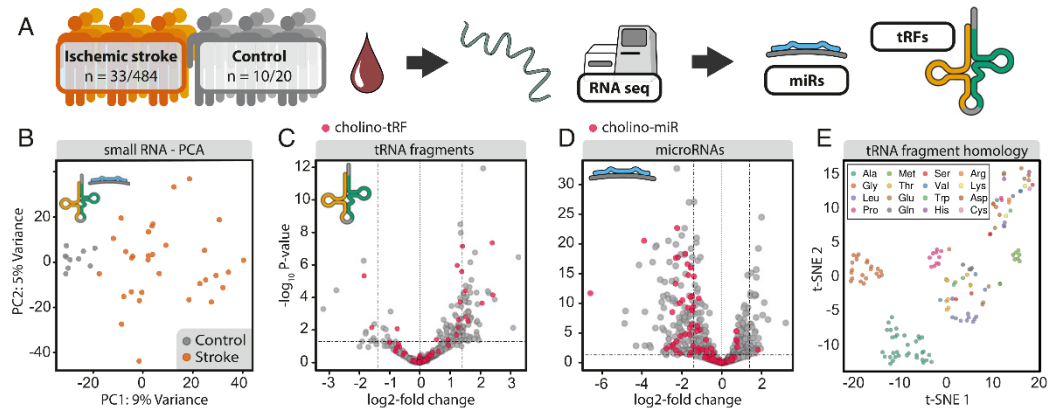 A
Ischemic stroke
n = 33/484
Control
n = 10/20
RNA seq
miRs
tRFs
B
small RNA - PCA
PC2: 5% Variance
20
0
-20
-40
Control
Stroke
-20
0
20
40
PC1: 9% Variance
C
cholino-tRF
tRNA fragments
-log10 P-value
12
10
8
6
4
2
0
-3
-2
-1
0
1
2
3
log2-fold change
D
cholino-miR
microRNAs
30
25
20
15
10
5
0
-6
-4
-2
0
2
log2-fold change
E
tRNA fragment homology
Ala Met Ser Arg
Gly Thr Val Lys
Leu Glu Trp Asp
Pro Gln His Cys
t-SNE 2
10
5
0
-5
-10
-20
-10
0
10
20
t-SNE 1